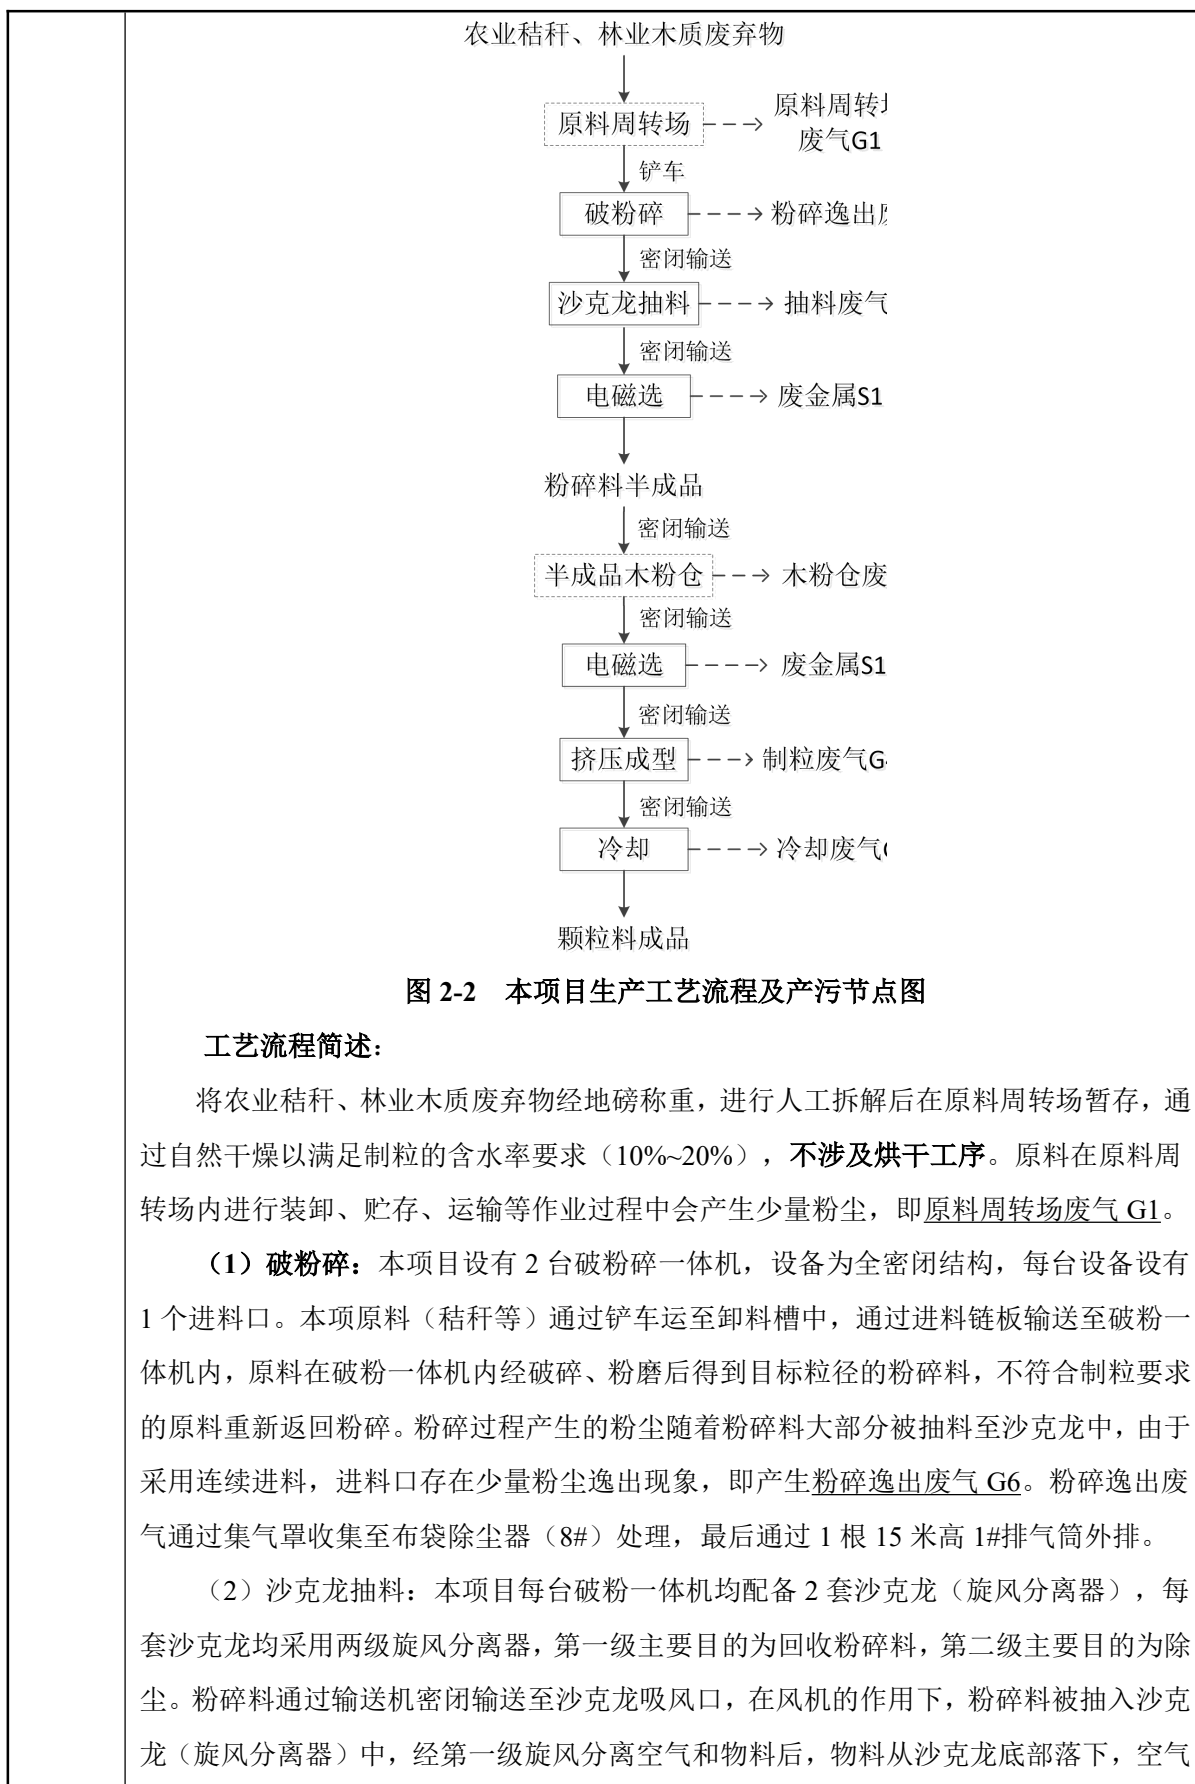 农业秸秆、林业木质废弃物
原料周转场
原料周转
废气G1
铲车
破粉碎
粉碎逸出
密闭输送
沙克龙抽料
抽料废气
密闭输送
电磁选
废金属S1
粉碎料半成品
密闭输送
半成品木粉仓
木粉仓废
密闭输送
电磁选
废金属S1
密闭输送
挤压成型
制粒废气G
密闭输送
冷却
冷却废气
颗粒料成品
图 2-2 本项目生产工艺流程及产污节点图
工艺流程简述：
将农业秸秆、林业木质废弃物经地磅称重，进行人工拆解后在原料周转场暂存，通
过自然干燥以满足制粒的含水率要求（10%~20%），不涉及烘干工序。原料在原料周
转场内进行装卸、贮存、运输等作业过程中会产生少量粉尘，即原料周转场废气 G1。
（1）破粉碎：本项目设有 2 台破粉碎一体机，设备为全密闭结构，每台设备设有
1 个进料口。本项原料（秸秆等）通过铲车运至卸料槽中，通过进料链板输送至破粉一
体机内，原料在破粉一体机内经破碎、粉磨后得到目标粒径的粉碎料，不符合制粒要求
的原料重新返回粉碎。粉碎过程产生的粉尘随着粉碎料大部分被抽料至沙克龙中，由于
采用连续进料，进料口存在少量粉尘逸出现象，即产生粉碎逸出废气 G6。粉碎逸出废
气通过集气罩收集至布袋除尘器（8#）处理，最后通过 1 根 15 米高 1#排气筒外排。
（2）沙克龙抽料：本项目每台破粉一体机均配备 2 套沙克龙（旋风分离器），每
套沙克龙均采用两级旋风分离器，第一级主要目的为回收粉碎料，第二级主要目的为除
尘。粉碎料通过输送机密闭输送至沙克龙吸风口，在风机的作用下，粉碎料被抽入沙克
龙（旋风分离器）中，经第一级旋风分离空气和物料后，物料从沙克龙底部落下，空气